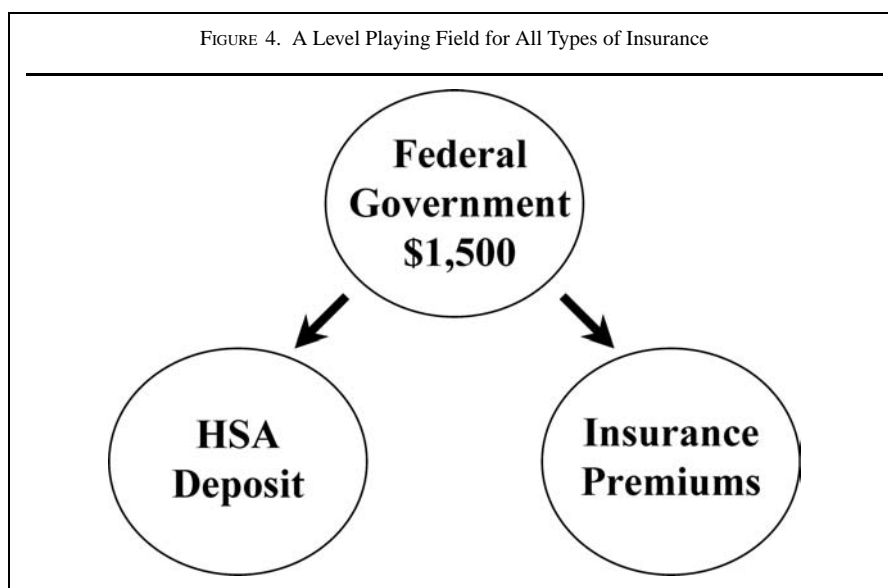 FIGURE 4. A Level Playing Field for All Types of Insurance
Federal
Government
$1,500
HSA
Deposit
Insurance
Premiums